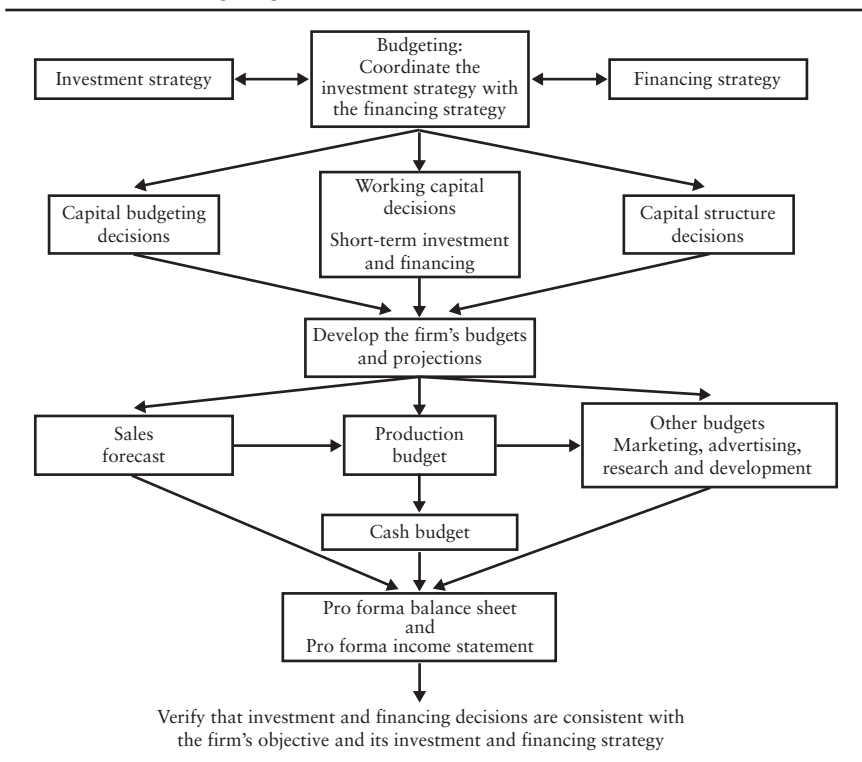 Budgeting:
Coordinate the
investment strategy with
the financing strategy
Investment strategy
Financing strategy
Capital budgeting
decisions
Working capital
decisions
Short-term investment
and financing
Capital structure
decisions
Develop the firm’s budgets
and projections
Sales
forecast
Production
budget
Other budgets
Marketing, advertising,
research and development
Cash budget
Pro forma balance sheet
and
Pro forma income statement
Verify that investment and financing decisions are consistent with
the firm’s objective and its investment and financing strategy